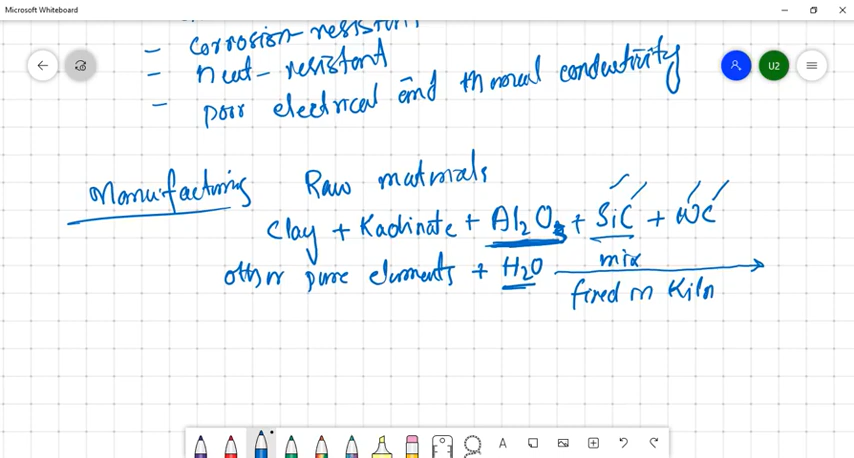 Microsoft Whiteboard
- corrosion-resistant
- heat-resistant
- poor electrical and thermal conductivity
U2
Manufacturing Raw materials
Clay + Kaolinate + Al2O3 + SiC + WC
other pure elements + H2O mix
fired in Kiln
A